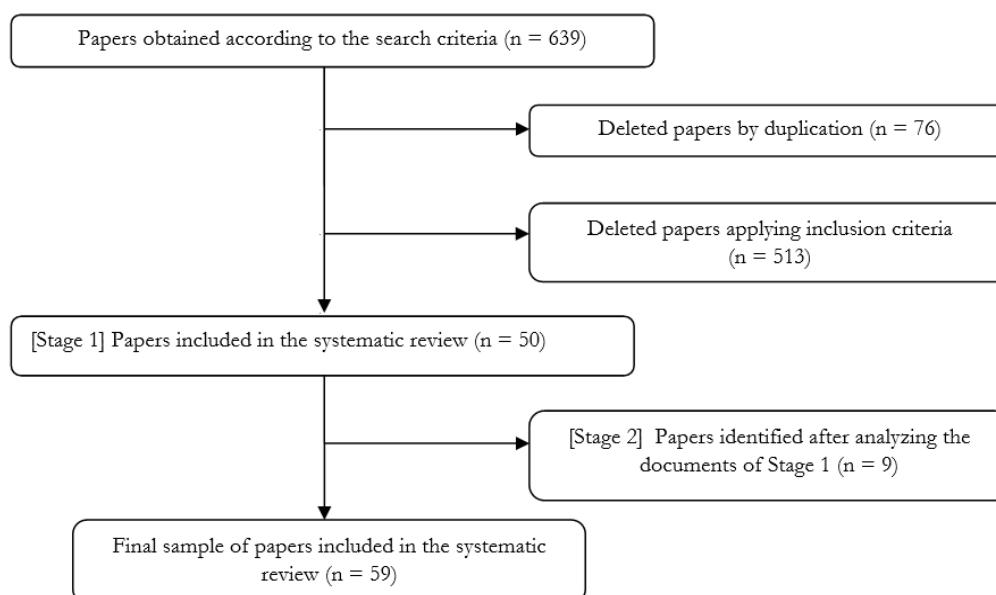 Papers obtained according to the search criteria (n = 639)
Deleted papers by duplication (n = 76)
Deleted papers applying inclusion criteria
(n = 513)
[Stage 1] Papers included in the systematic review (n = 50)
[Stage 2]  Papers identified after analyzing the
documents of Stage 1 (n = 9)
Final sample of papers included in the systematic
review (n = 59)